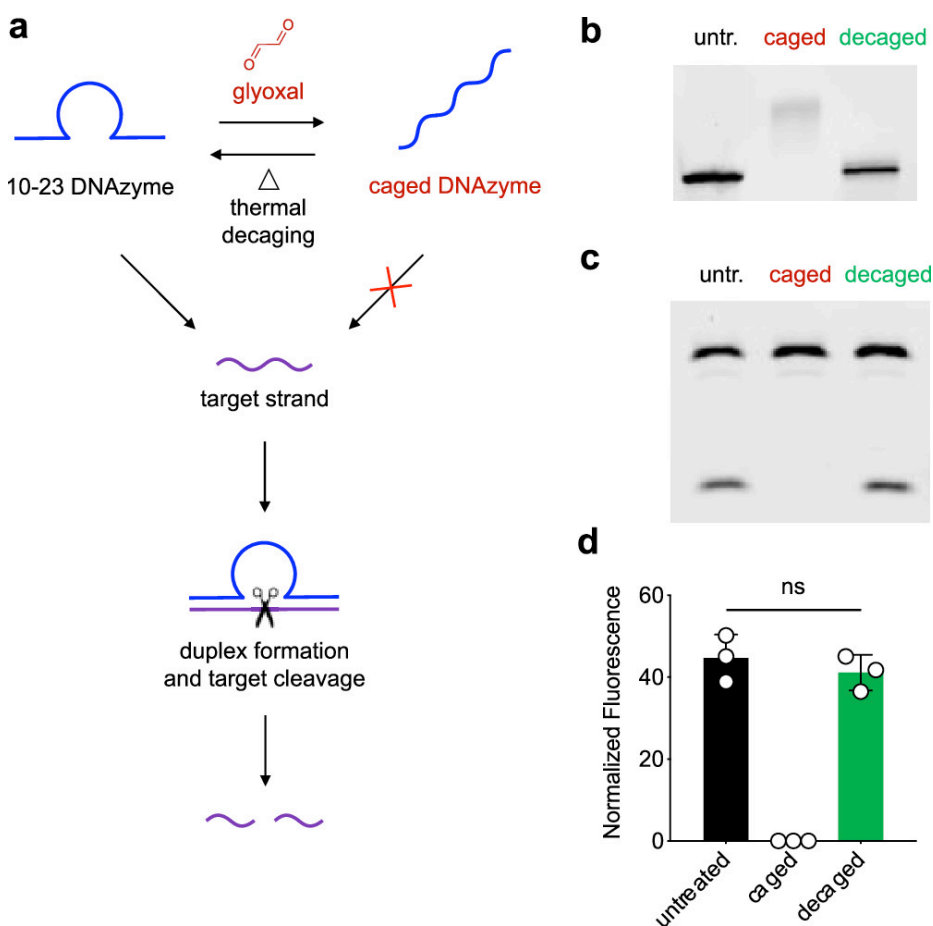 a
O
O
glyoxal
10-23 DNAzyme
△
thermal
decaging
caged DNAzyme
target strand
duplex formation
and target cleavage
b
untr. caged decaged
c
untr. caged decaged
d
ns
Normalized Fluorescence
60
40
20
0
untreated
caged
decaged